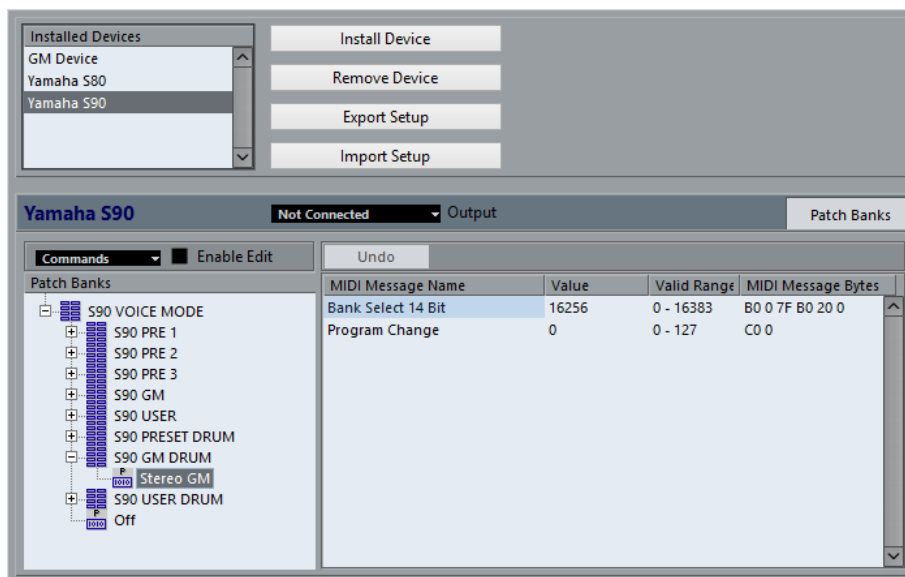 Installed Devices
GM Device
Yamaha S80
Yamaha S90
Install Device
Remove Device
Export Setup
Import Setup
Yamaha S90
Not Connected
Output
Patch Banks
Commands
Enable Edit
Undo
Patch Banks
S90 VOICE MODE
S90 PRE 1
S90 PRE 2
S90 PRE 3
S90 GM
S90 USER
S90 PRESET DRUM
S90 GM DRUM
P
1010
Stereo GM
S90 USER DRUM
P
1010
Off
MIDI Message Name Value Valid Range MIDI Message Bytes
Bank Select 14 Bit 16256 0 - 16383 B0 0 7F B0 20 0
Program Change 0 0 - 127 C0 0